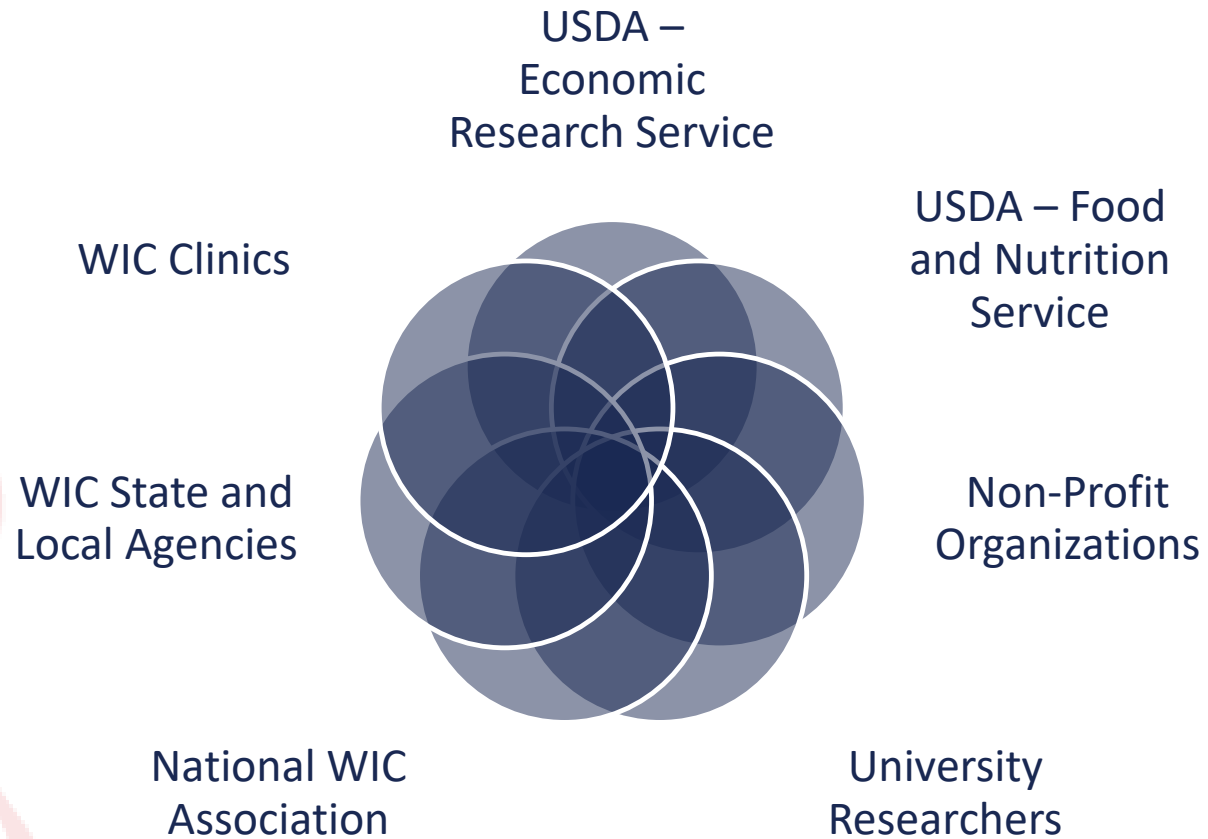 USDA –
Economic
Research Service
USDA – Food
and Nutrition
Service
Non-Profit
Organizations
University
Researchers
National WIC
Association
WIC State and
Local Agencies
WIC Clinics